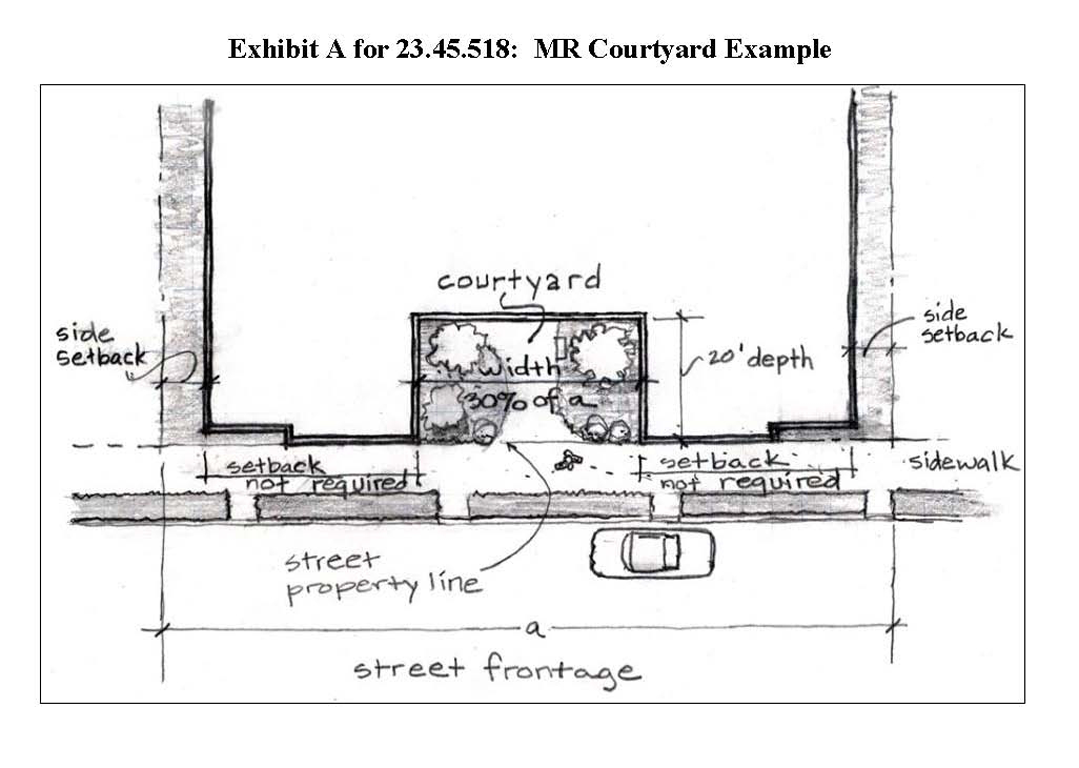 Exhibit A for 23.45.518: MR Courtyard Example
courtyard
side
setback
side
setback
width
30% of a
20' depth
setback
not required
setback
not required
sidewalk
street
property line
a
street frontage